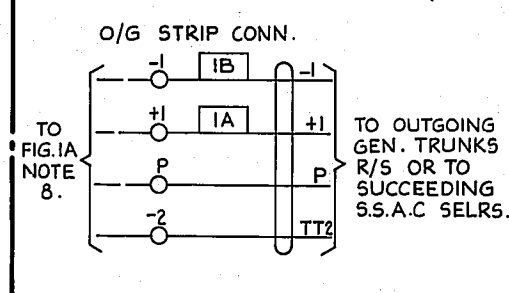 O/G STRIP CONN.
-1 1B -1
+1 1A +1
P P
-2 TT2
TO
FIG.1A
NOTE
8.
TO OUTGOING
GEN. TRUNKS
R/S OR TO
SUCCEEDING
S.S.A.C SELRS.